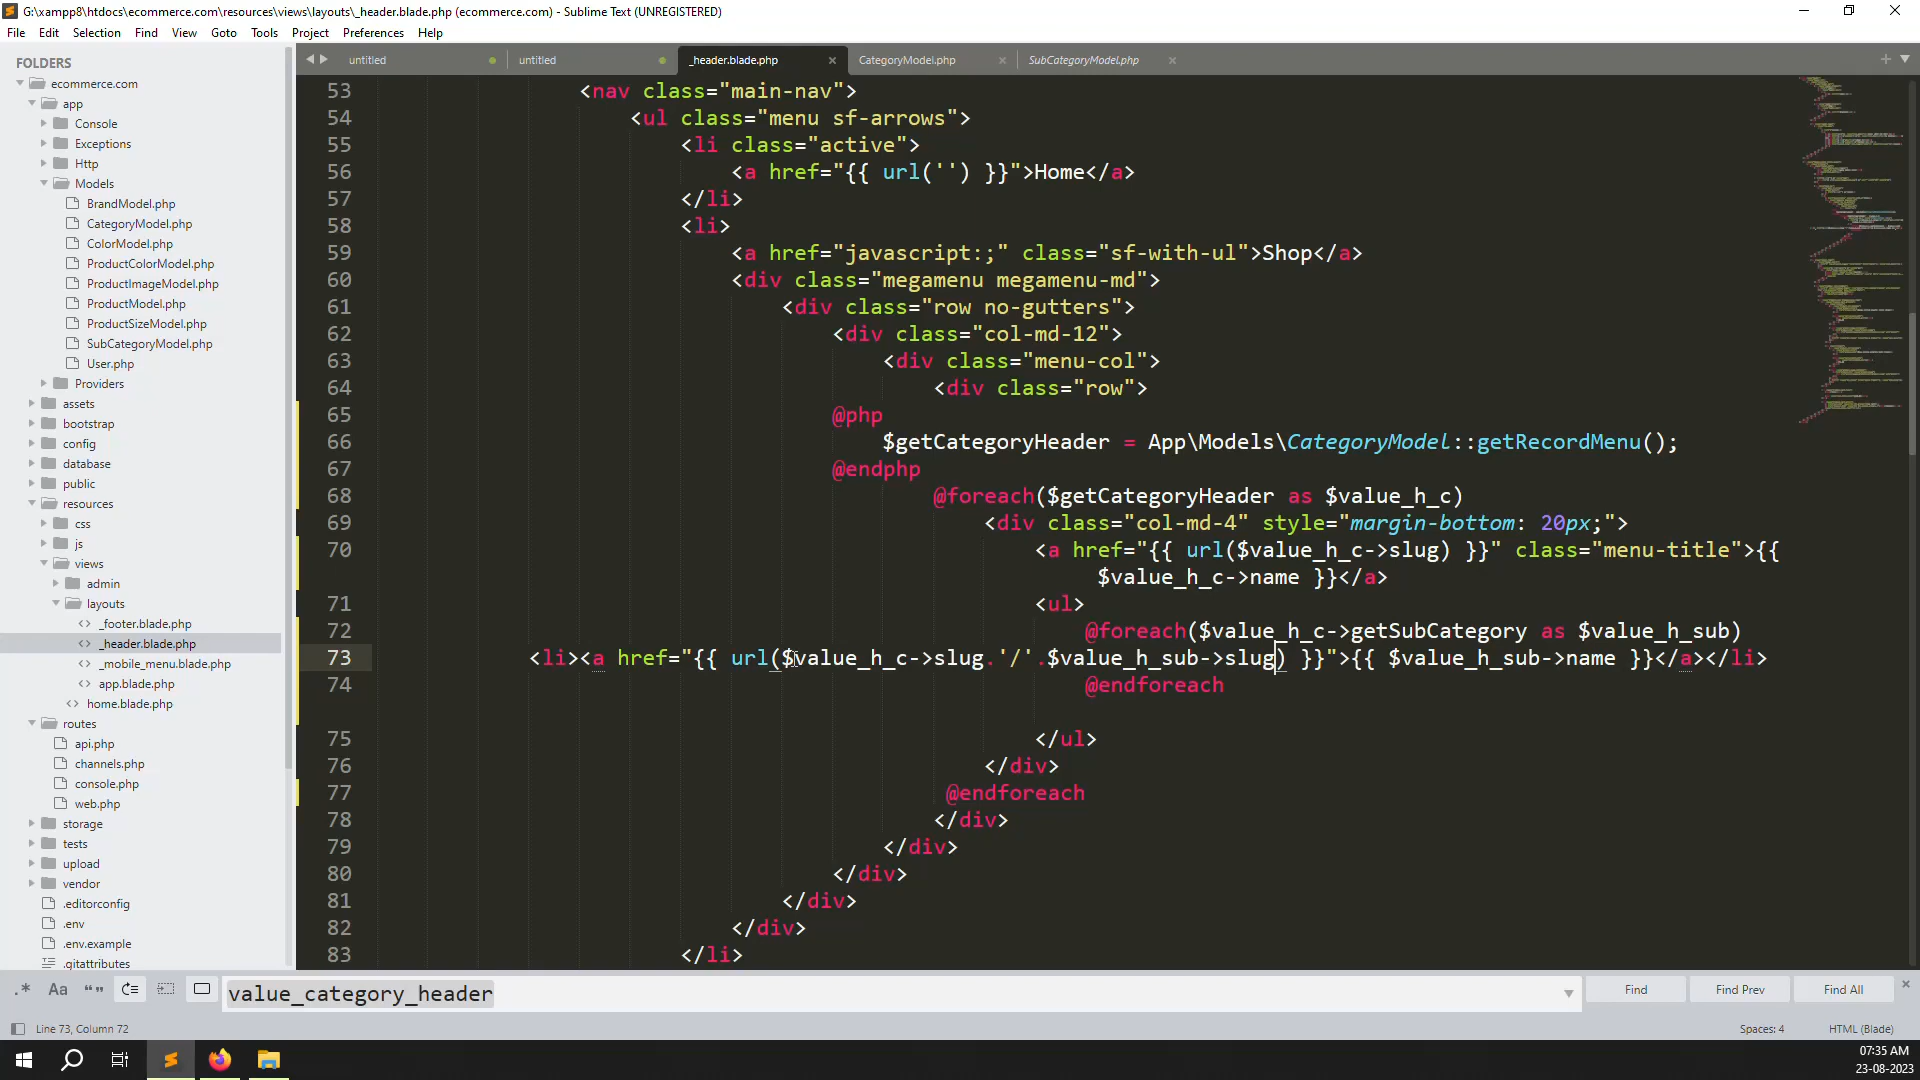 G:\xampp8\htdocs\ecommerce.com\resources\views\layouts\_header.blade.php (ecommerce.com) - Sublime Text (UNREGISTERED)
File Edit Selection Find View Goto Tools Project Preferences Help
FOLDERS
ecommerce.com
app
Console
Exceptions
Http
Models
BrandModel.php
CategoryModel.php
ColorModel.php
ProductColorModel.php
ProductImageModel.php
ProductModel.php
ProductSizeModel.php
SubCategoryModel.php
User.php
Providers
assets
bootstrap
config
database
public
resources
css
js
views
admin
layouts
_footer.blade.php
_header.blade.php
_mobile_menu.blade.php
app.blade.php
home.blade.php
routes
api.php
channels.php
console.php
web.php
storage
tests
upload
vendor
.editorconfig
.env
.env.example
.gitattributes
untitled untitled _header.blade.php CategoryModel.php SubCategoryModel.php
53 <nav class="main-nav">
54 <ul class="menu sf-arrows">
55 <li class="active">
56 <a href="{{ url('') }}">Home</a>
57 </li>
58 <li>
59 <a href="javascript:;" class="sf-with-ul">Shop</a>
60 <div class="megamenu megamenu-md">
61 <div class="row no-gutters">
62 <div class="col-md-12">
63 <div class="menu-col">
64 <div class="row">
65 @php
66 $getCategoryHeader = App\Models\CategoryModel::getRecordMenu();
67 @endphp
68 @foreach($getCategoryHeader as $value_h_c)
69 <div class="col-md-4" style="margin-bottom: 20px;">
70 <a href="{{ url($value_h_c->slug) }}" class="menu-title">{{
$value_h_c->name }}</a>
71 <ul>
72 @foreach($value_h_c->getSubCategory as $value_h_sub)
73 <li><a href="{{ url($value_h_c->slug.'/'.$value_h_sub->slug) }}">{{ $value_h_sub->name }}</a></li>
74 @endforeach
75 </ul>
76 </div>
77 @endforeach
78 </div>
79 </div>
80 </div>
81 </div>
82 </div>
83 </li>
.* Aa “” value_category_header Find Find Prev Find All
Line 73, Column 72 Spaces: 4 HTML (Blade)
07:35 AM
23-08-2023